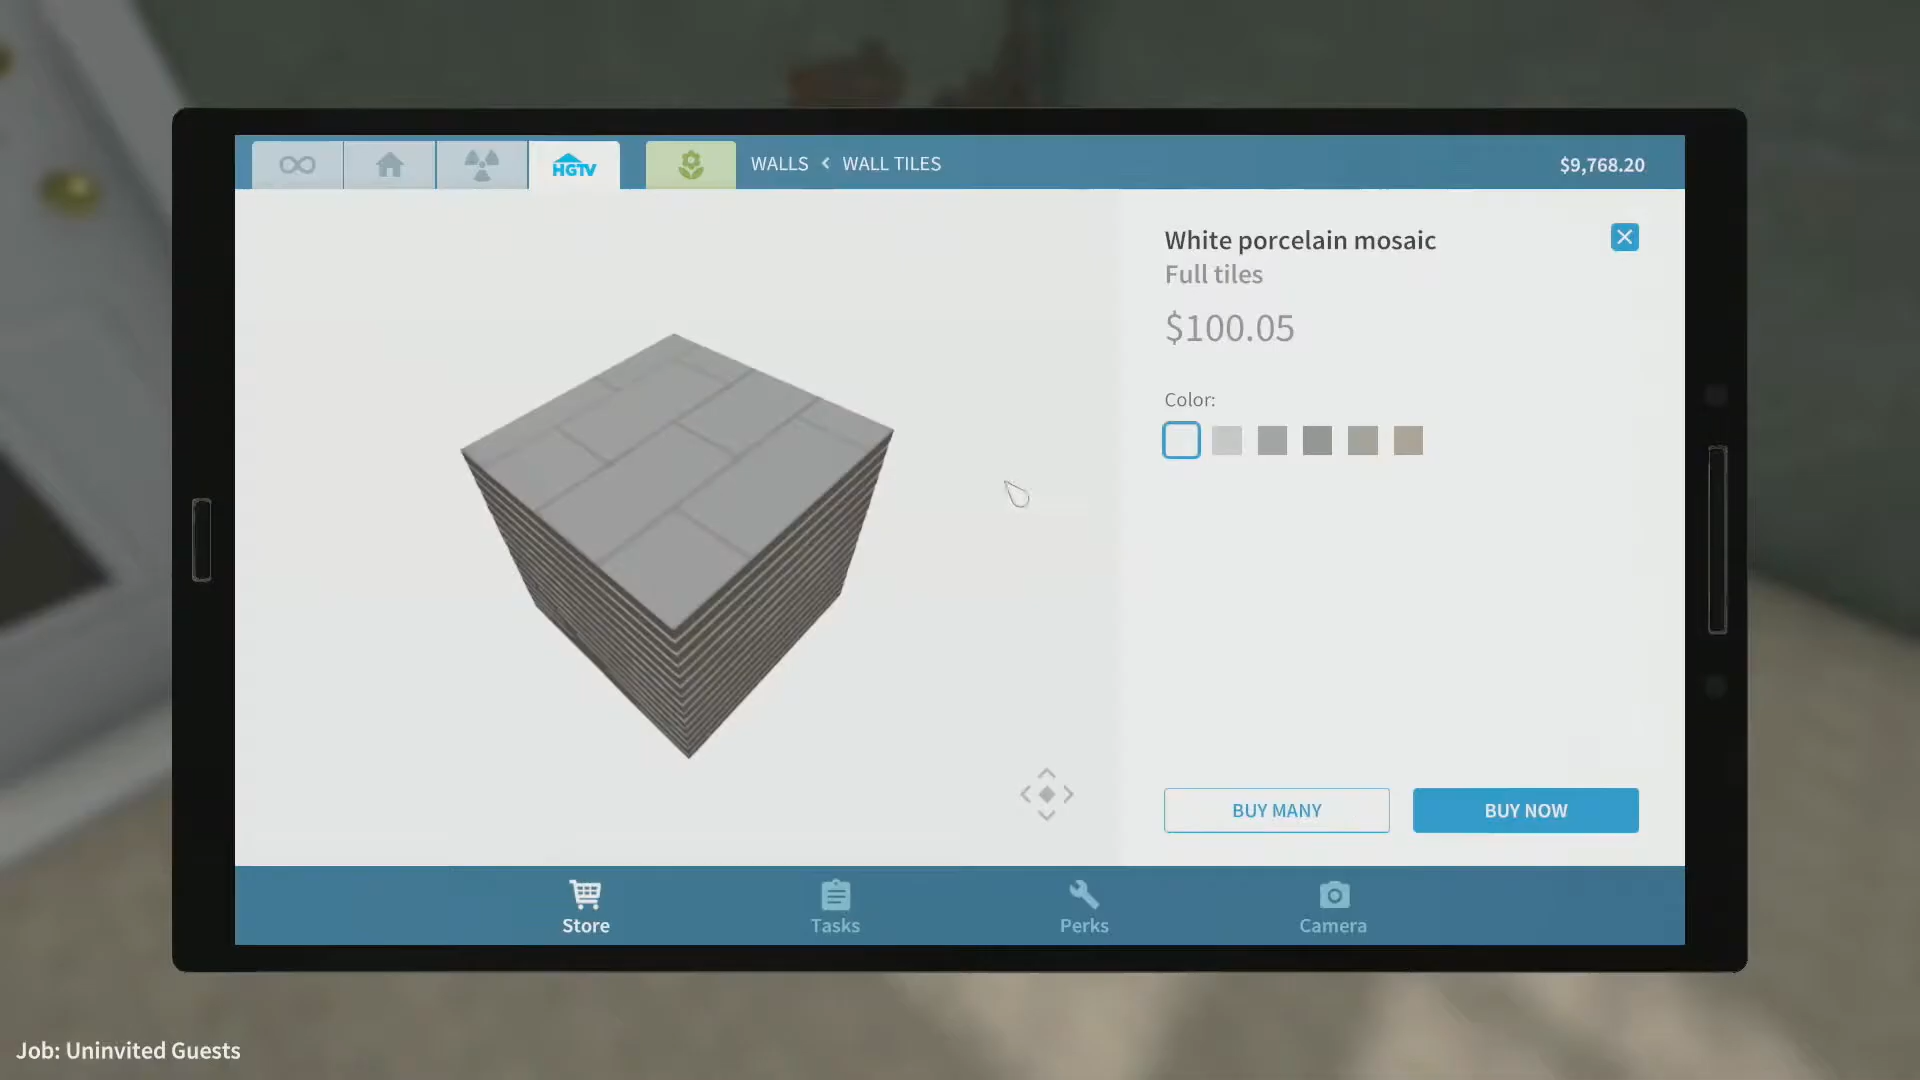 HGTV
WALLS < WALL TILES
$9,768.20
White porcelain mosaic
Full tiles
$100.05
Color:
BUY MANY
BUY NOW
Store
Tasks
Perks
Camera
Job: Uninvited Guests